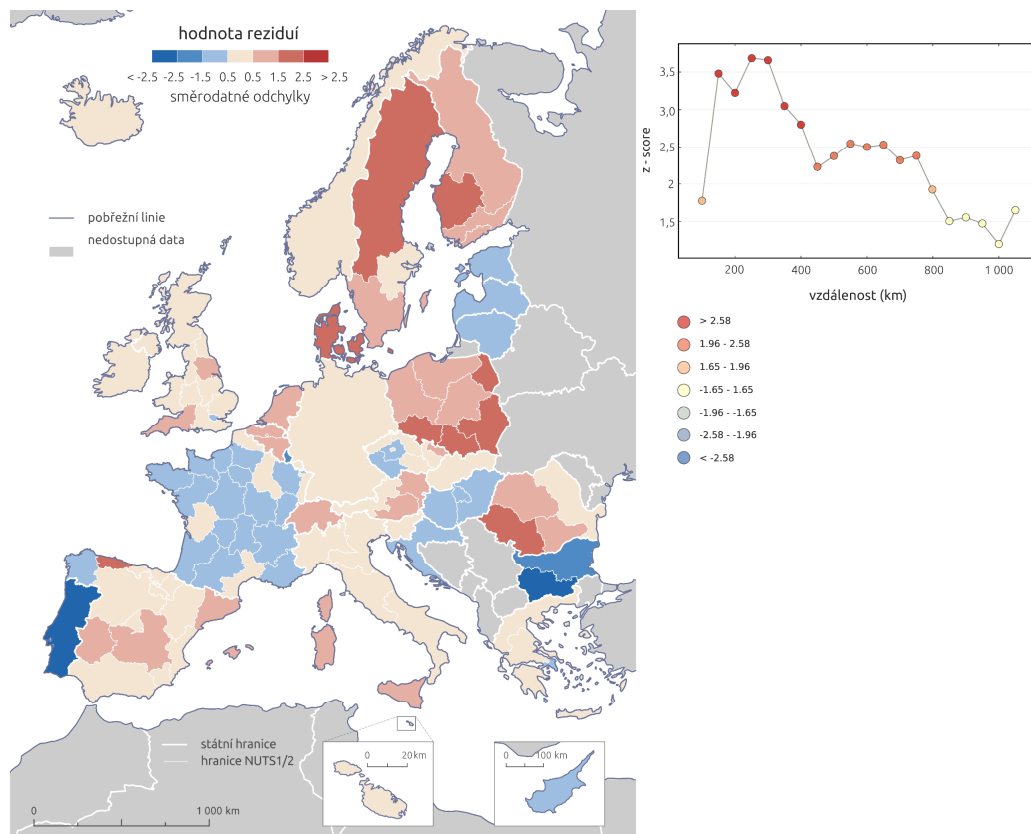 hodnota reziduí
< -2.5 -2.5 -1.5 0.5 0.5 1.5 2.5 > 2.5
směrodatné odchylky
pobřežní linie
nedostupná data
státní hranice
hranice NUTS1/2
0 1 000 km
0 20 km
0 100 km
z - score
3,5
3,0
2,5
2
1,5
200 400 600 800 1 000
vzdálenost (km)
> 2.58
1.96 - 2.58
1.65 - 1.96
-1.65 - 1.65
-1.96 - -1.65
-2.58 - -1.96
< -2.58